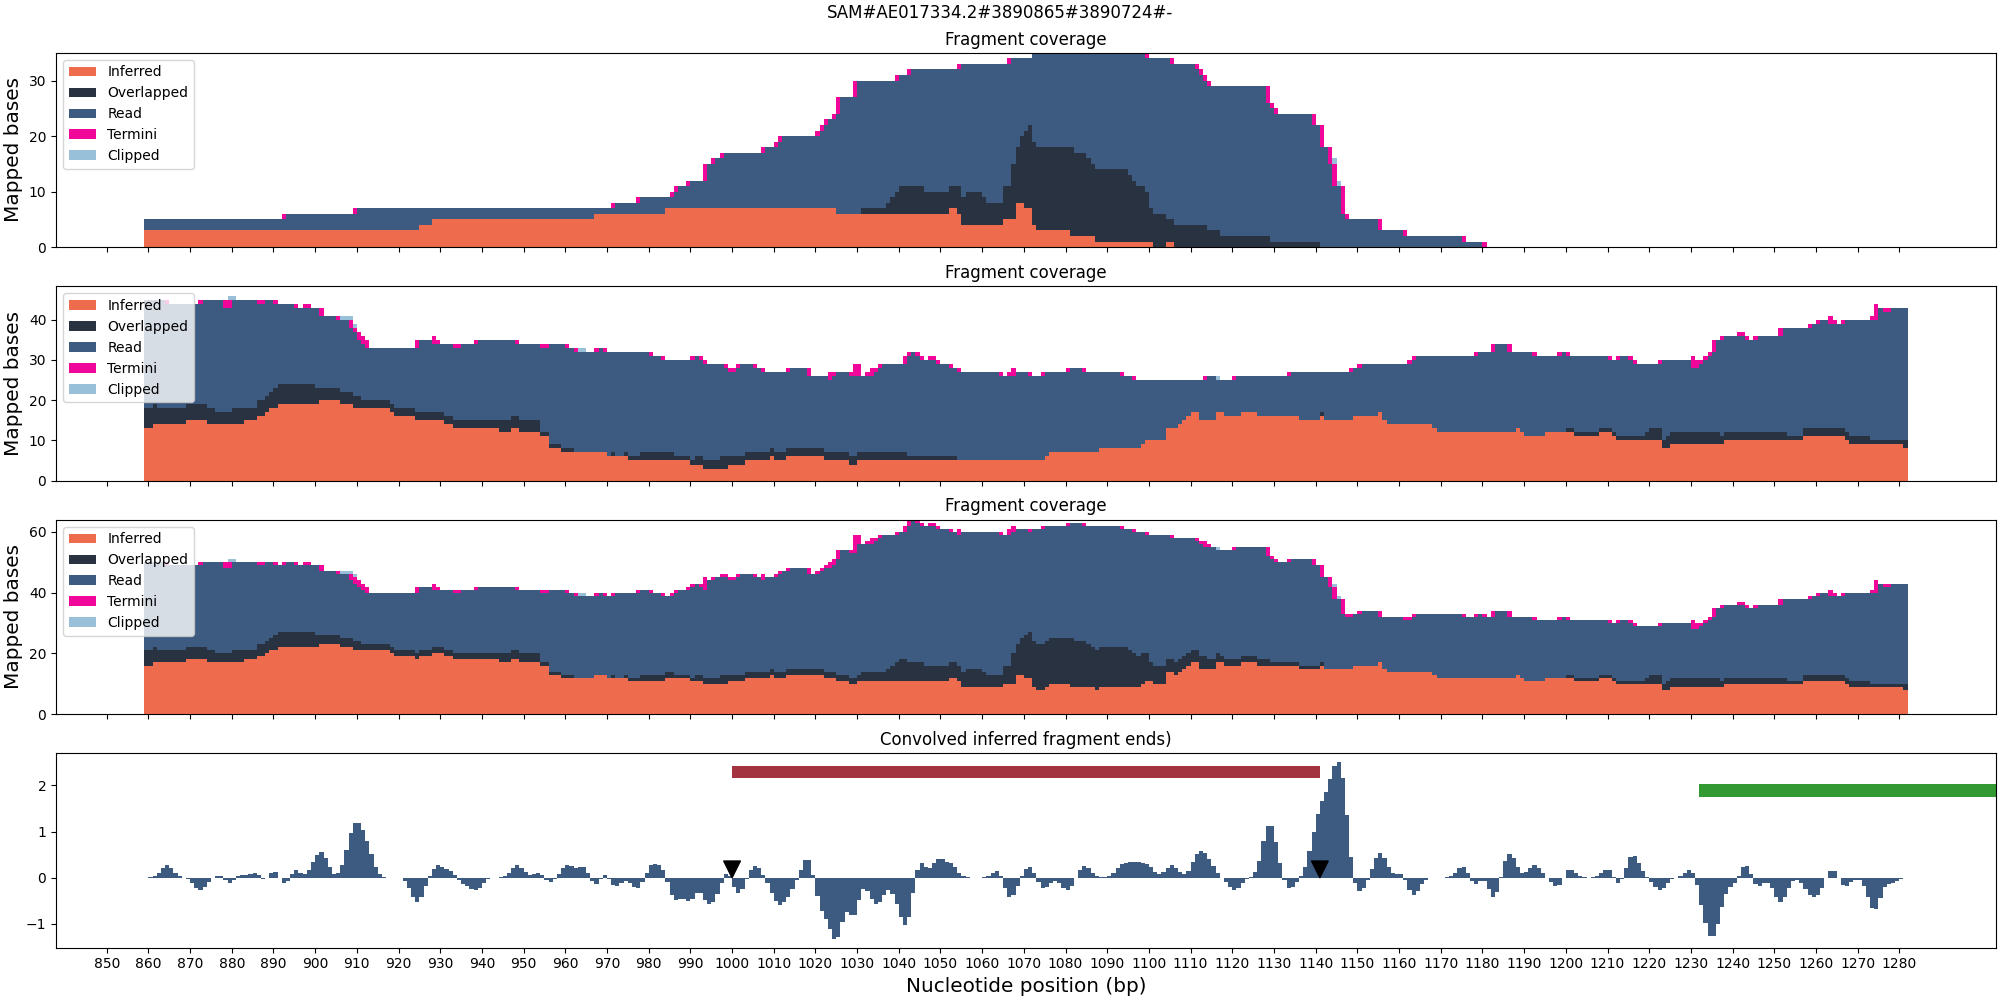 SAM#AE017334.2#3890865#3890724#-
Fragment coverage
Mapped bases
30
20
10
0
Inferred
Overlapped
Read
Termini
Clipped
Fragment coverage
Mapped bases
40
30
20
10
0
Inferred
Overlapped
Read
Termini
Clipped
Fragment coverage
Mapped bases
60
40
20
0
Inferred
Overlapped
Read
Termini
Clipped
Convolved inferred fragment ends)
2
1
0
−1
850 860 870 880 890 900 910 920 930 940 950 960 970 980 990 1000 1010 1020 1030 1040 1050 1060 1070 1080 1090 1100 1110 1120 1130 1140 1150 1160 1170 1180 1190 1200 1210 1220 1230 1240 1250 1260 1270 1280
Nucleotide position (bp)